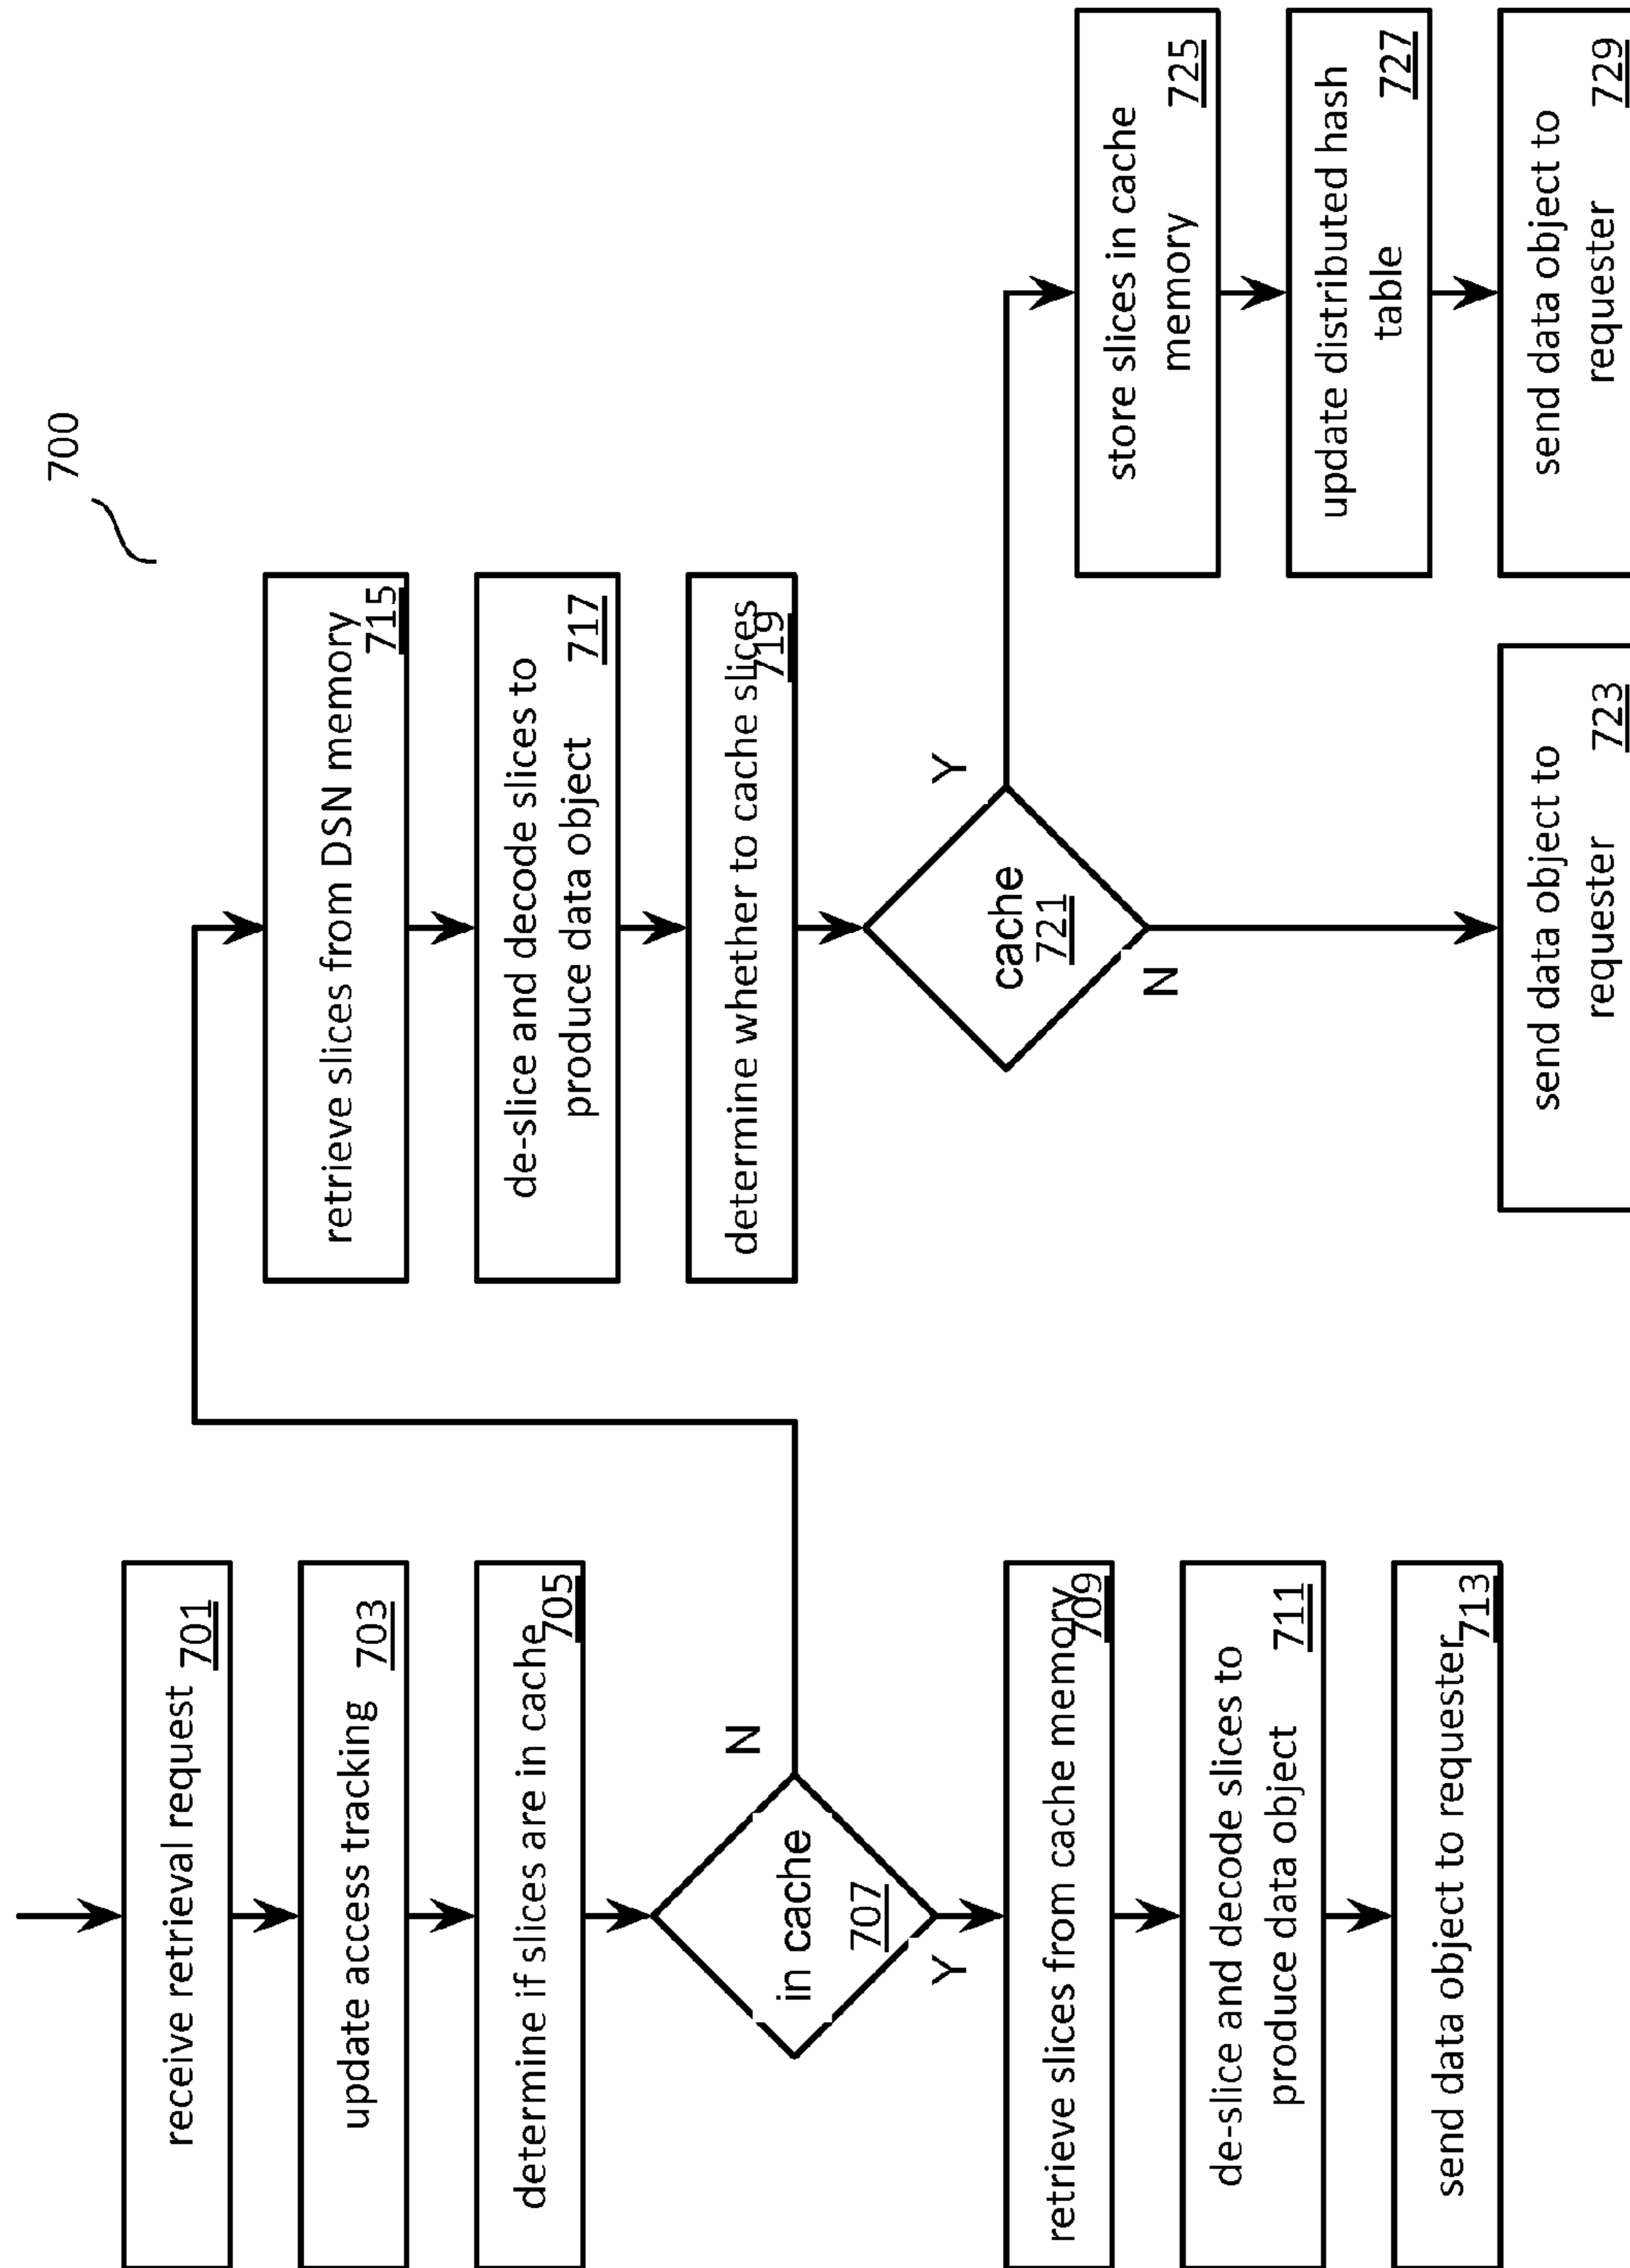 700
receive retrieval request 701
update access tracking 703
determine if slices are in cache
705
in cache
707
N
Y
retrieve slices from cache memory
709
de-slice and decode slices to
produce data object 711
send data object to requester
713
retrieve slices from DSN memory
715
de-slice and decode slices to
produce data object 717
determine whether to cache slices
719
cache
721
Y
N
send data object to
requester 723
store slices in cache
memory 725
update distributed hash
table 727
send data object to
requester 729